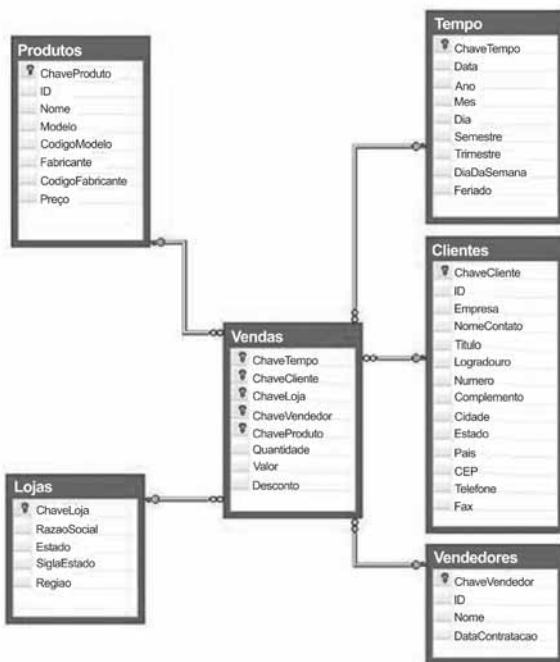 Produtos
ChaveProduto
ID
Nome
Modelo
CodigoModelo
Fabricante
CodigoFabricante
Preço
Tempo
ChaveTempo
Data
Ano
Mes
Dia
Semestre
Trimestre
DiaDaSemana
Feriado
Clientes
ChaveCliente
ID
Empresa
NomeContato
Titulo
Logradouro
Numero
Complemento
Cidade
Estado
Pais
CEP
Telefone
Fax
Vendas
ChaveTempo
ChaveCliente
ChaveLoja
ChaveVendedor
ChaveProduto
Quantidade
Valor
Desconto
Lojas
ChaveLoja
RazaoSocial
Estado
SiglaEstado
Regiao
Vendedores
ChaveVendedor
ID
Nome
DataContratacao